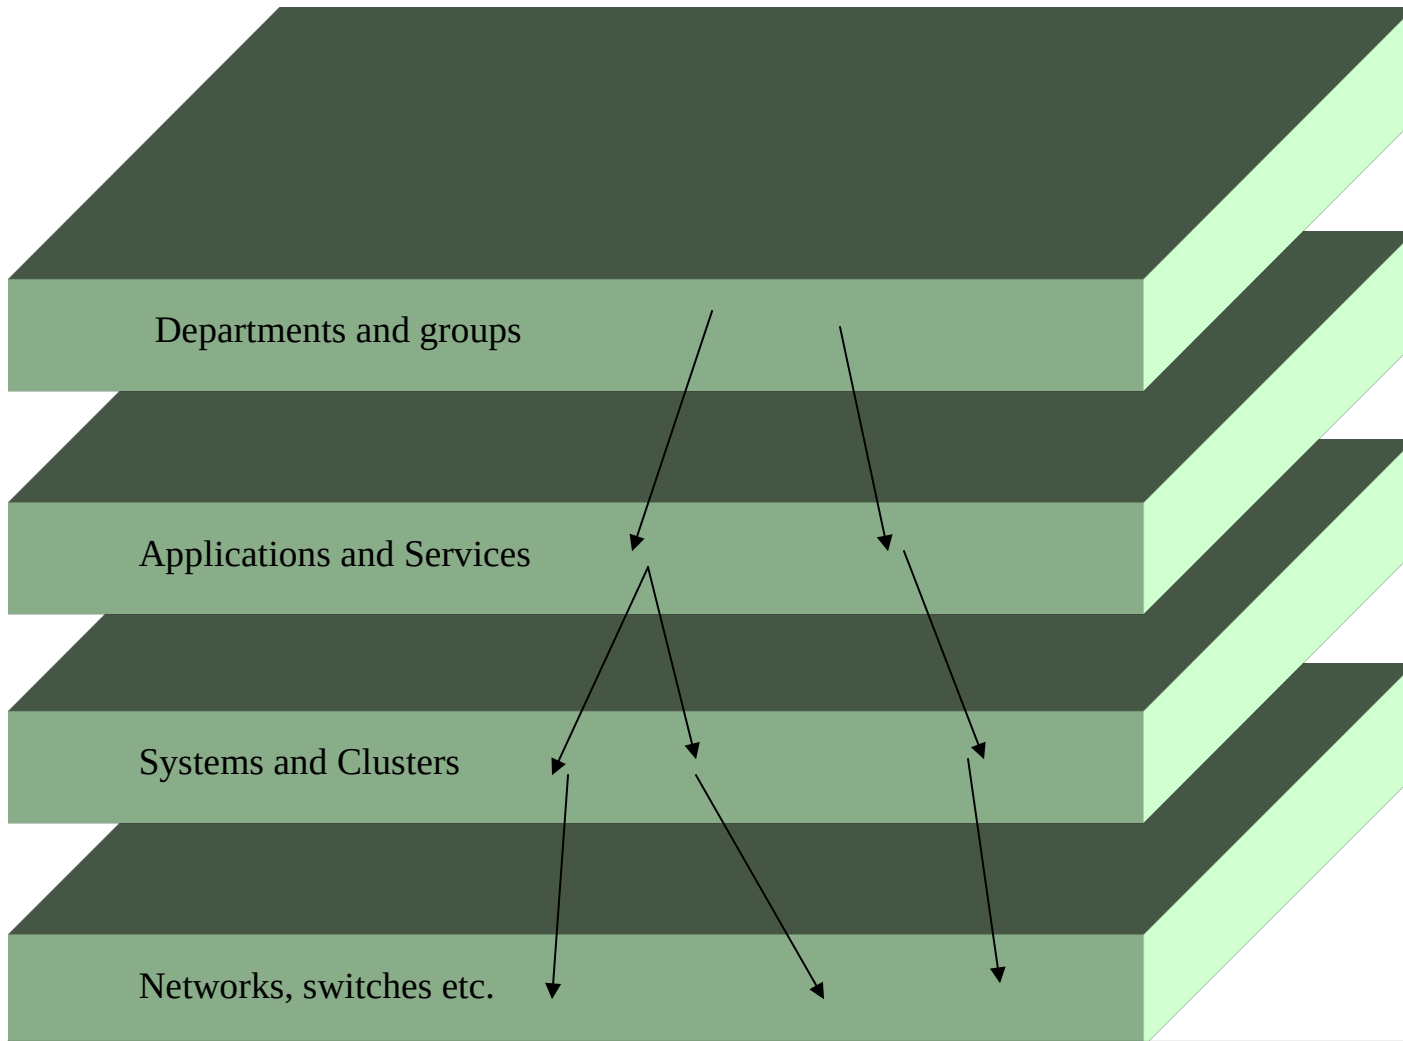 Departments and groups
Applications and Services
Systems and Clusters
Networks, switches etc.